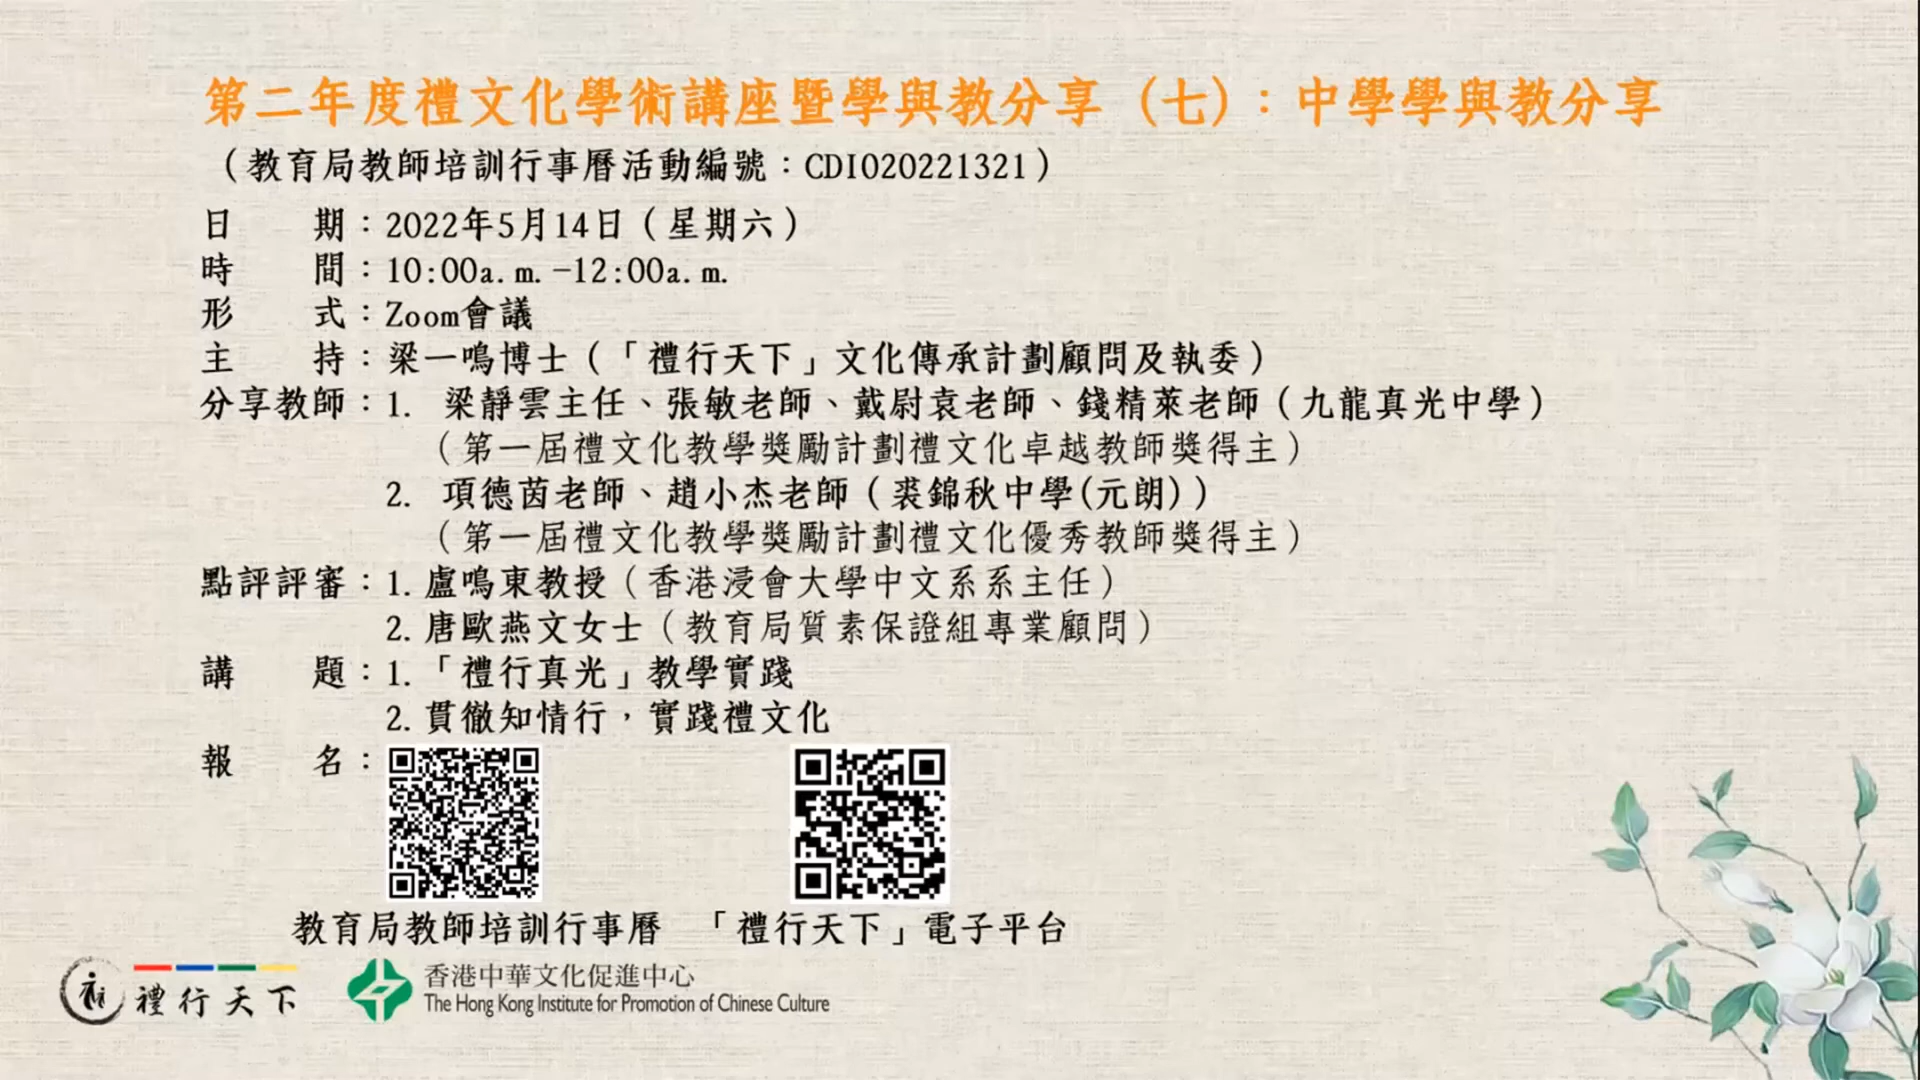 第二年度禮文化學術講座暨學與教分享（七）：中學學與教分享
（教育局教師培訓行事曆活動編號：CDI020221321）
日　　期：2022年5月14日（星期六）
時　　間：10:00a.m.-12:00a.m.
形　　式：Zoom會議
主　　持：梁一鳴博士（「禮行天下」文化傳承計劃顧問及執委）
分享教師：1. 梁靜雲主任、張敏老師、戴尉袁老師、錢精萊老師（九龍真光中學）
（第一屆禮文化教學獎勵計劃禮文化卓越教師獎得主）
2. 項德茵老師、趙小杰老師（裘錦秋中學(元朗)）
（第一屆禮文化教學獎勵計劃禮文化優秀教師獎得主）
點評評審：1.盧鳴東教授（香港浸會大學中文系系主任）
2.唐歐燕文女士（教育局質素保證組專業顧問）
講　　題：1.「禮行真光」教學實踐
2.貫徹知情行，實踐禮文化
報　　名：
教育局教師培訓行事曆　「禮行天下」電子平台
禮行天下
香港中華文化促進中心
The Hong Kong Institute for Promotion of Chinese Culture